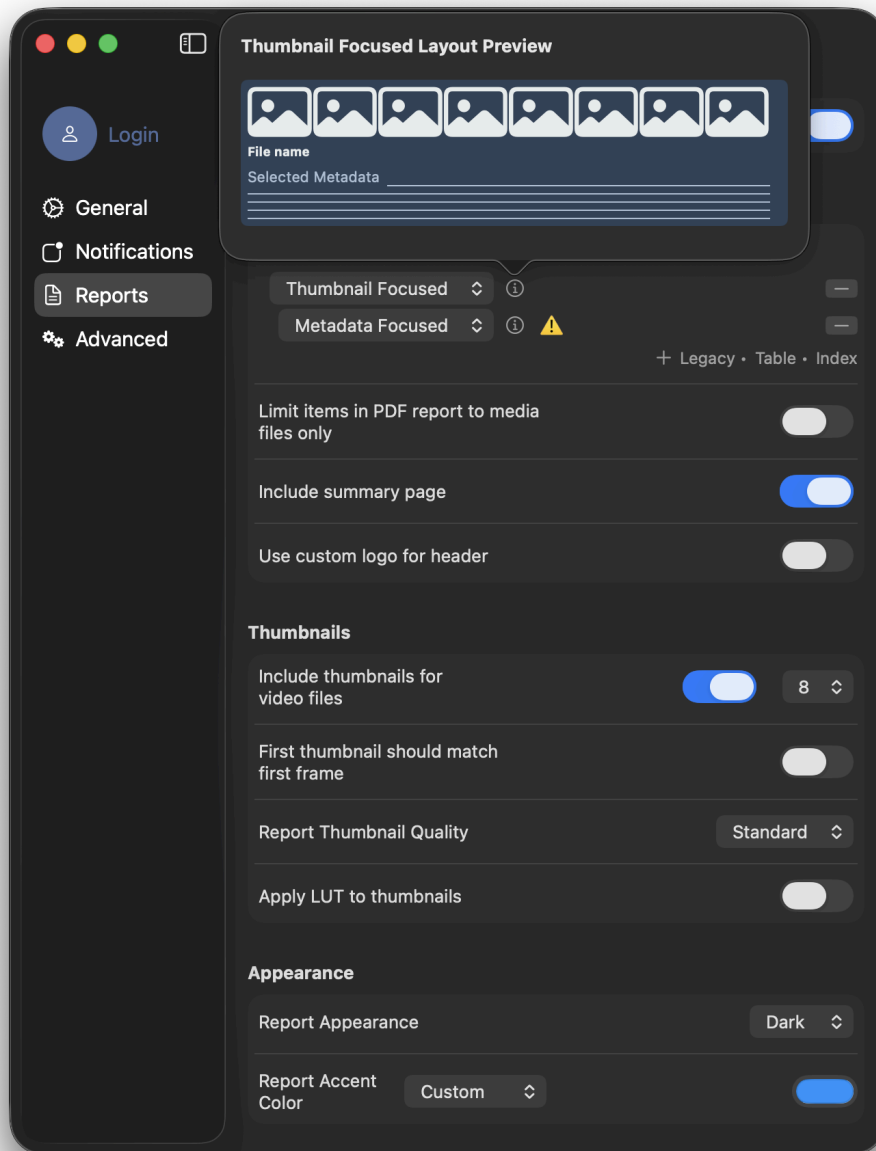 Thumbnail Focused Layout Preview
File name
Selected Metadata
Login
General
Notifications
Reports
Advanced
Thumbnail Focused
Metadata Focused
+ Legacy • Table • Index
Limit items in PDF report to media
files only
Include summary page
Use custom logo for header
Thumbnails
Include thumbnails for
video files
8
First thumbnail should match
first frame
Report Thumbnail Quality
Standard
Apply LUT to thumbnails
Appearance
Report Appearance
Dark
Report Accent
Color
Custom